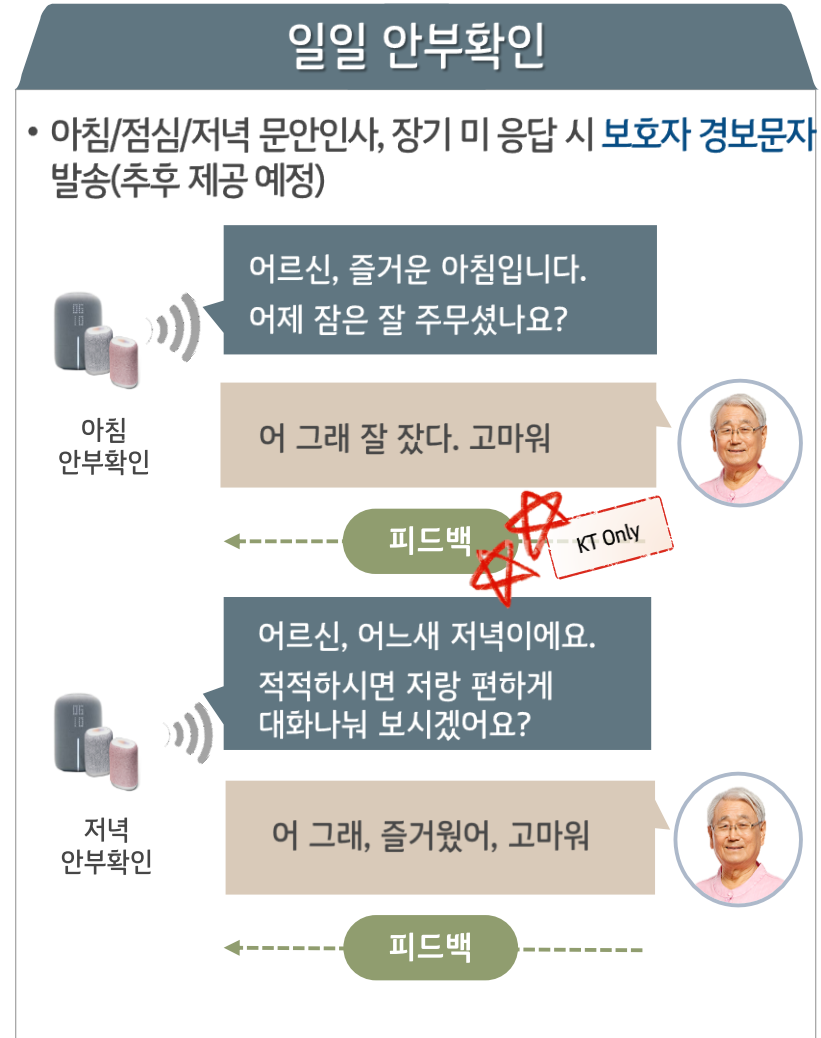 일일 안부확인
• 아침/점심/저녁 문안인사, 장기 미 응답 시 보호자 경보문자
발송(추후 제공 예정)
어르신, 즐거운 아침입니다.
어제 잠은 잘 주무셨나요?
06
10
아침
안부확인
어 그래 잘 잤다. 고마워
피드백
KT Only
어르신, 어느새 저녁이에요.
적적하시면 저랑 편하게
대화나눠 보시겠어요?
06
10
저녁
안부확인
어 그래, 즐거웠어, 고마워
피드백